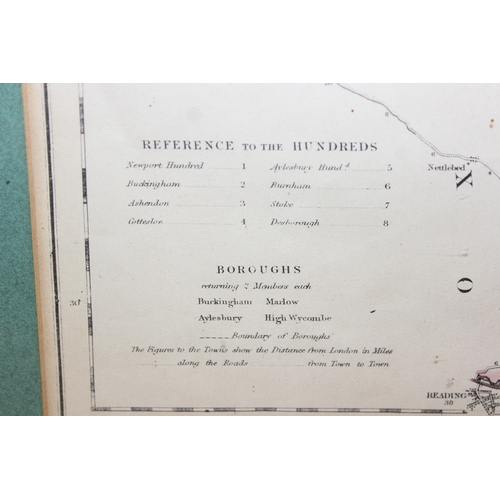 REFERENCE TO THE HUNDREDS
Newport Hundred 1 Aylesbury Hund.d 5
Buckingham 2 Burnham 6
Ashendon 3 Stoke 7
Cottesloe 4 Desborough 8
Nettlebed
X
O
BOROUGHS
returning 2 Members each
Buckingham Marlow
Aylesbury High Wycombe
Boundary of Boroughs
The Figures to the Towns show the Distance from London in Miles
along the Roads from Town to Town
30'
READING
38